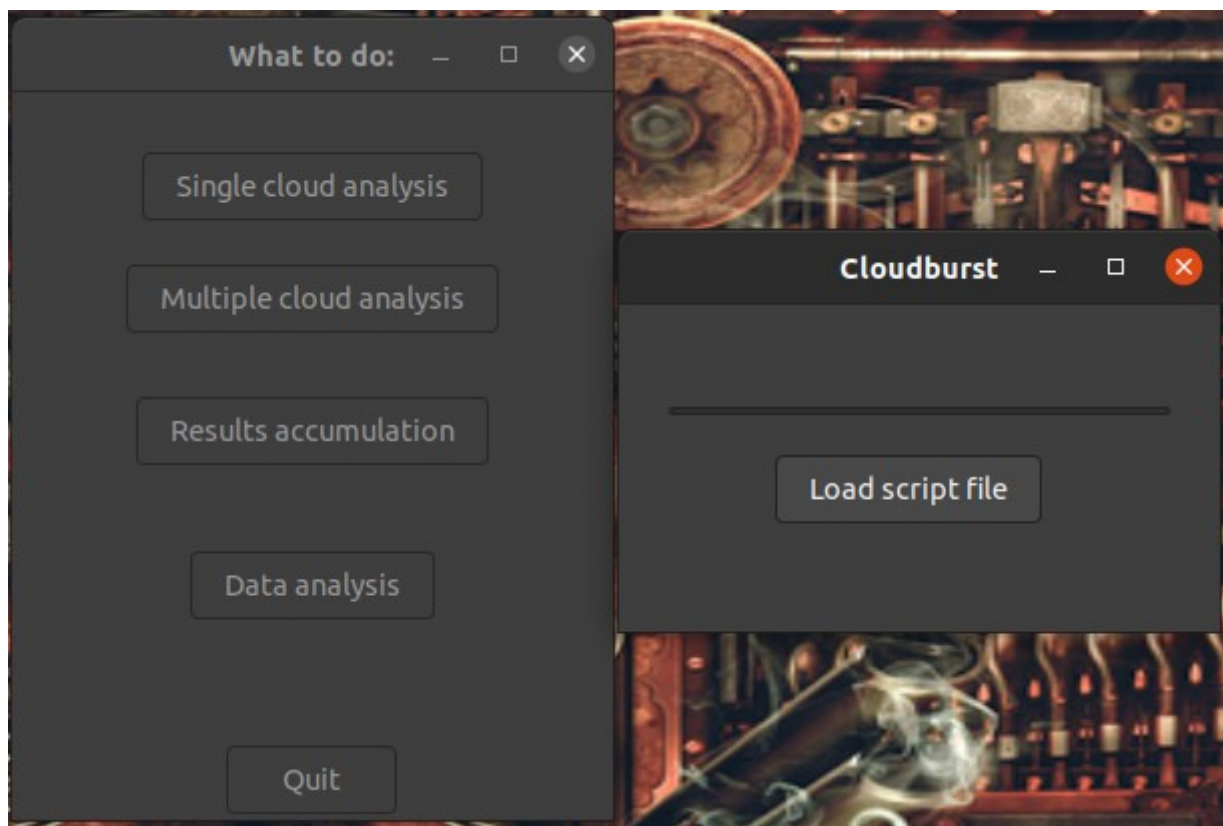 What to do:
Single cloud analysis
Multiple cloud analysis
Results accumulation
Data analysis
Quit
Cloudburst
Load script file